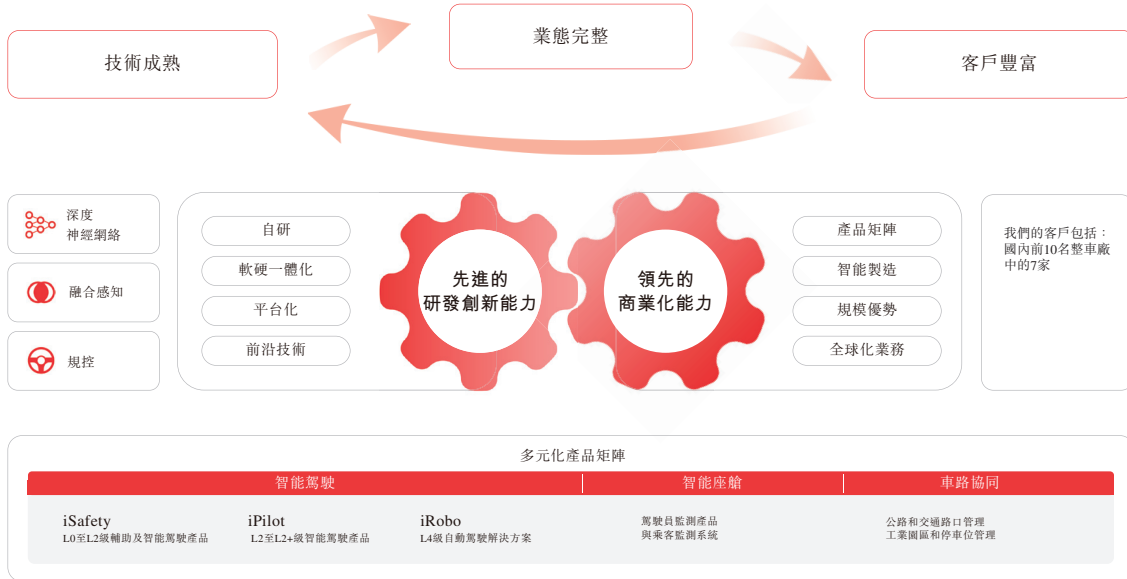 技術成熟
業態完整
客戶豐富
深度
神經網絡
融合感知
規控
自研
軟硬一體化
平台化
前沿技術
先進的
研發創新能力
領先的
商業化能力
產品矩陣
智能製造
規模優勢
全球化業務
我們的客戶包括：
國內前10名整車廠
中的7家
多元化產品矩陣
智能駕駛
智能座艙
車路協同
iSafety
L0至L2級輔助及智能駕駛產品
iPilot
L2至L2+級智能駕駛產品
iRobo
L4級自動駕駛解決方案
駕駛員監測產品
與乘客監測系統
公路和交通路口管理
工業園區和停車位管理